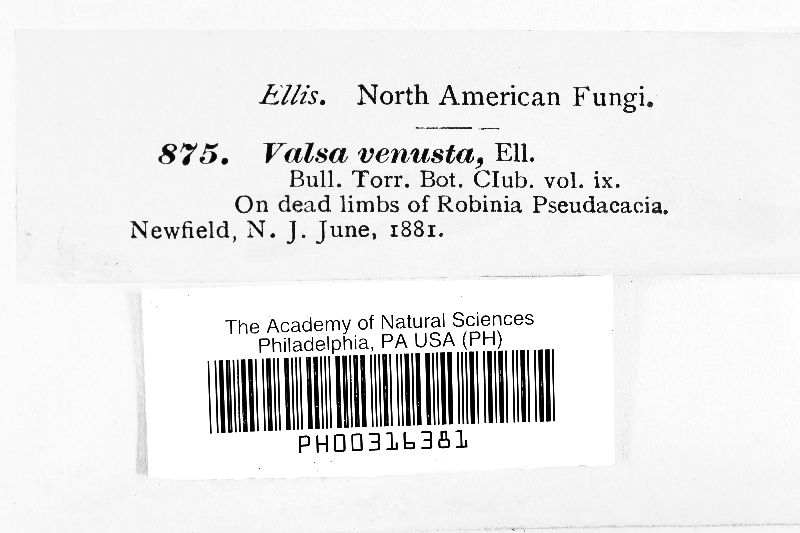 Ellis. North American Fungi.
875. Valsa venusta, Ell.
Bull. Torr. Bot. Club. vol. ix.
On dead limbs of Robinia Pseudacacia.
Newfield, N. J. June, 1881.
The Academy of Natural Sciences
Philadelphia, PA USA (PH)
PH00316381